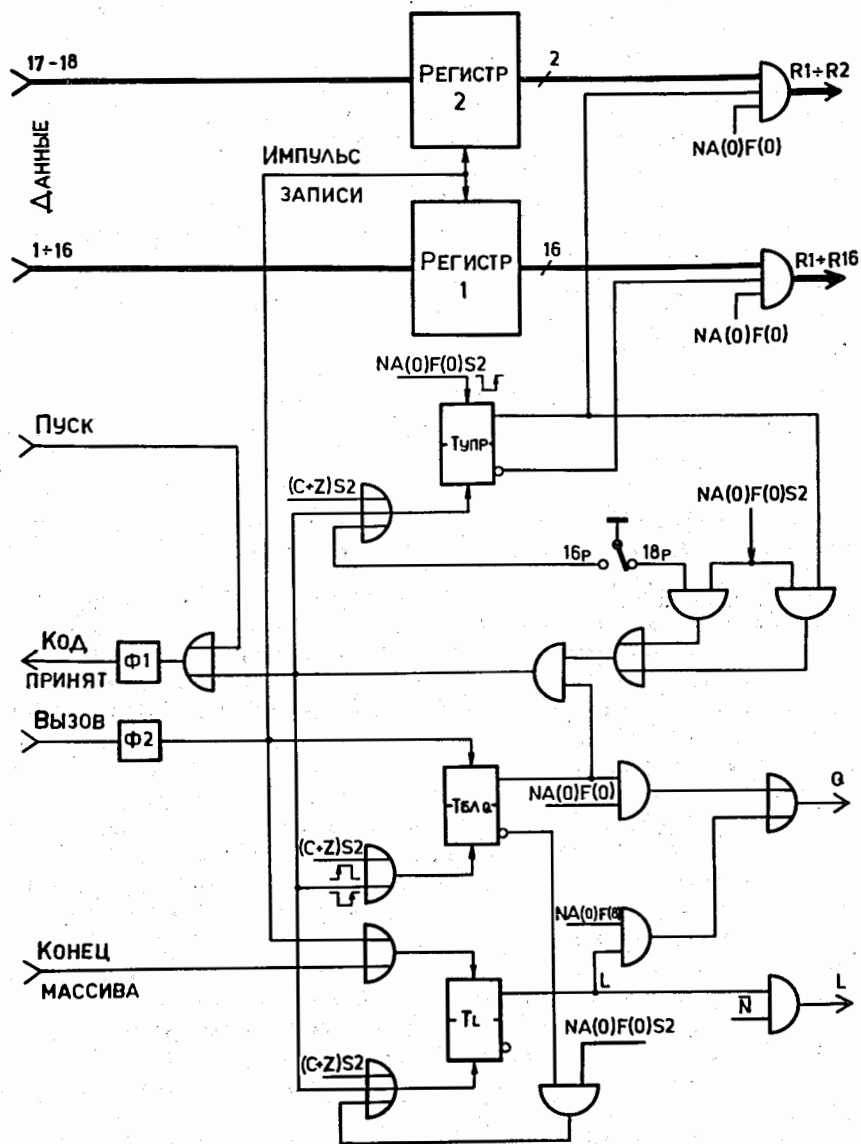 17-18
РЕГИСТР
2
2
R1÷R2
NA(0)F(0)
ДАННЫЕ
ИМПУЛЬС
ЗАПИСИ
1÷16
РЕГИСТР
1
16
R1÷R16
NA(0)F(0)
NA(0)F(0)S2
ПУСК
ТУПР
(C+Z)S2
NA(0)F(0)S2
16Р
18Р
КОД
ПРИНЯТ
Ф1
ВЫЗОВ
Ф2
ТБЛQ
NA(0)F(0)
Q
(C+Z)S2
NA(0)F(8)
КОНЕЦ
МАССИВА
L
ТL
N̅
L
NA(0)F(0)S2
(C+Z)S2